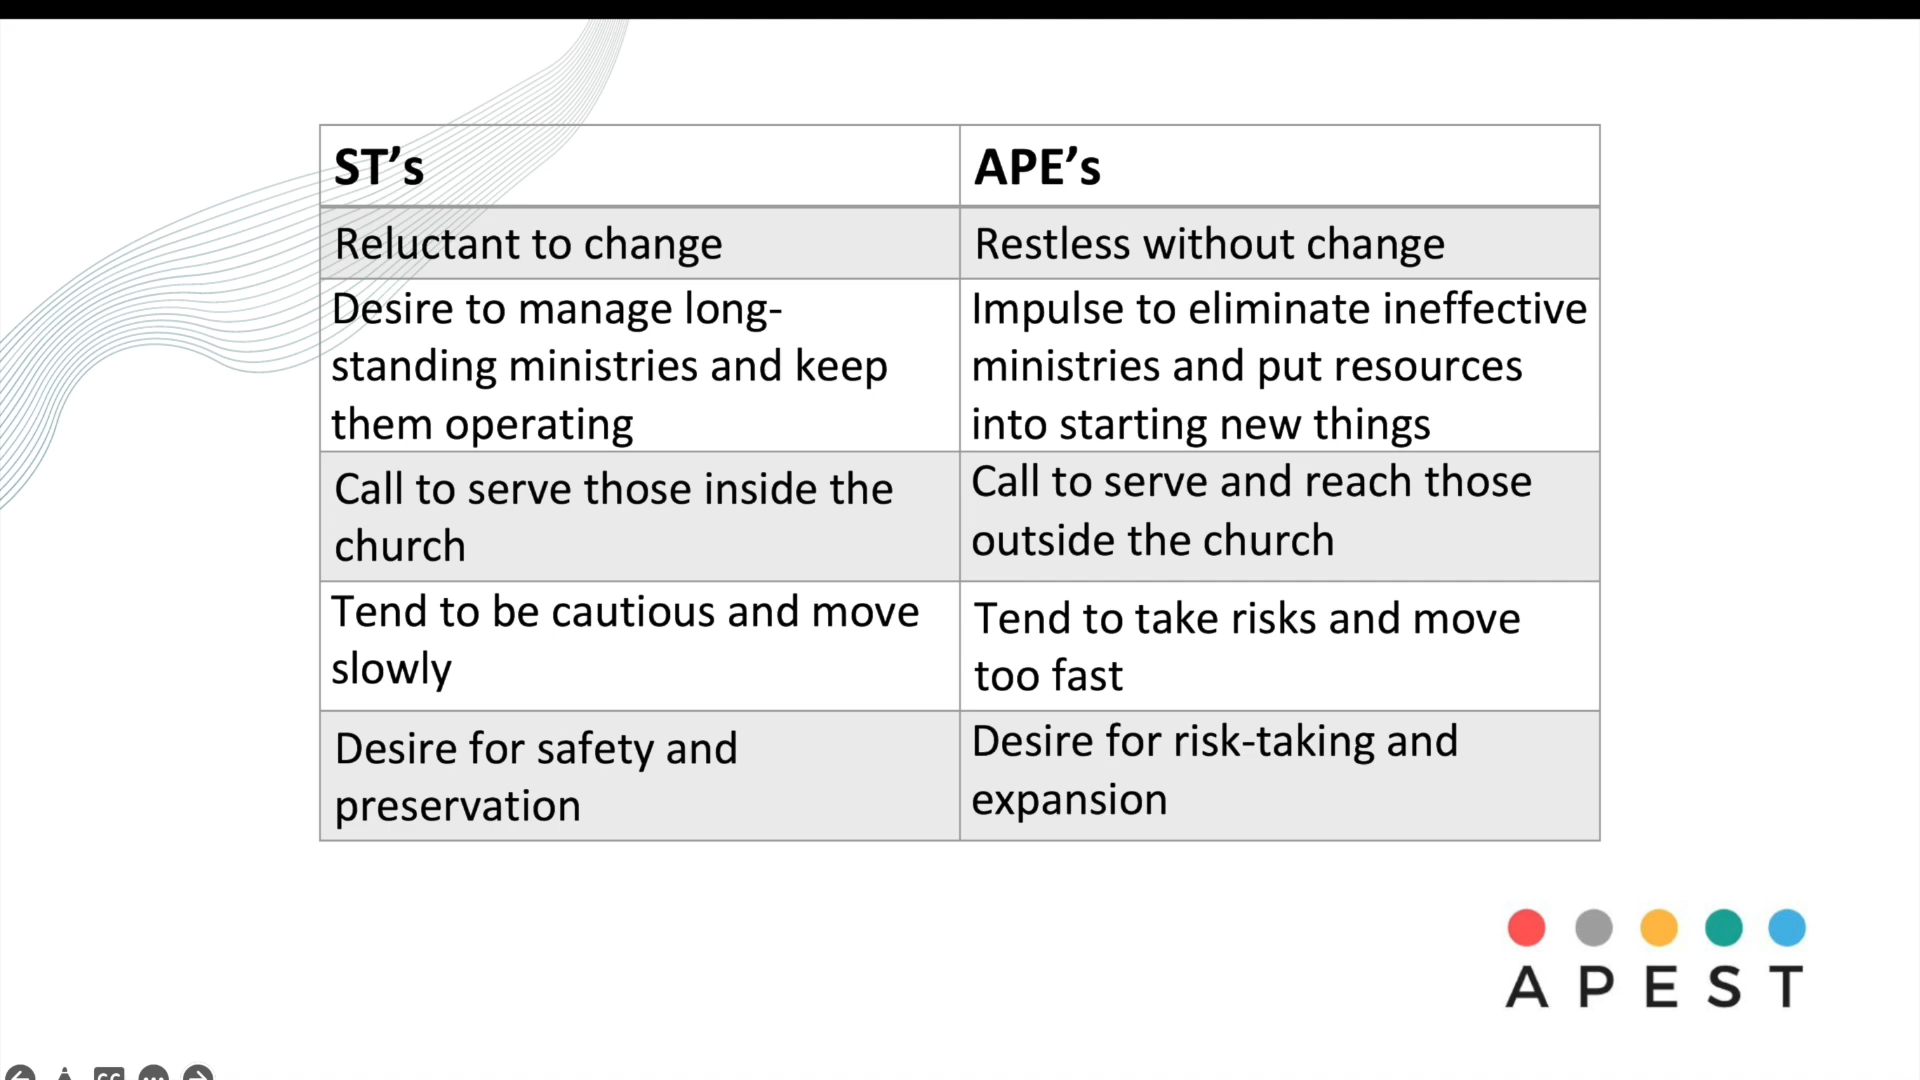 ST’s
APE’s
Reluctant to change
Restless without change
Desire to manage long-
standing ministries and keep
them operating
Impulse to eliminate ineffective
ministries and put resources
into starting new things
Call to serve those inside the
church
Call to serve and reach those
outside the church
Tend to be cautious and move
slowly
Tend to take risks and move
too fast
Desire for safety and
preservation
Desire for risk-taking and
expansion
A P E S T
CC